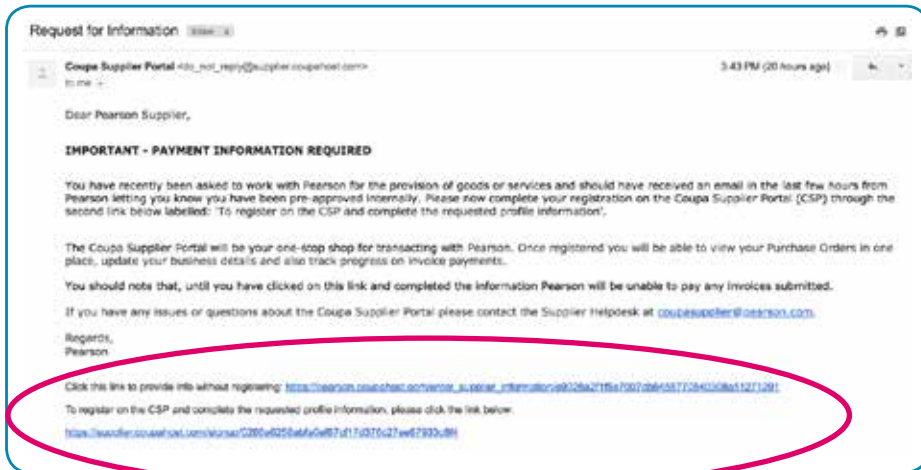 Request for Information
Coupa Supplier Portal <do_not_reply@supplier.coupahost.com>
3:43 PM (20 hours ago)
to me
Dear Pearson Supplier,
IMPORTANT - PAYMENT INFORMATION REQUIRED
You have recently been asked to work with Pearson for the provision of goods or services and should have received an email in the last few hours from
Pearson letting you know you have been pre-approved internally. Please now complete your registration on the Coupa Supplier Portal (CSP) through the
second link below labelled: 'To register on the CSP and complete the requested profile information'.
The Coupa Supplier Portal will be your one-stop shop for transacting with Pearson. Once registered you will be able to view your Purchase Orders in one
place, update your business details and also track progress on invoice payments.
You should note that, until you have clicked on this link and completed the information Pearson will be unable to pay any invoices submitted.
If you have any issues or questions about the Coupa Supplier Portal please contact the Supplier Helpdesk at coupasupplier@pearson.com.
Regards,
Pearson
Click this link to provide info without registering:
To register on the CSP and complete the requested profile information, please click the link below: